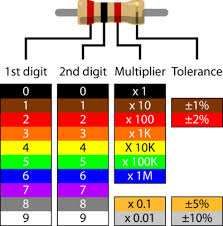 1st digit 2nd digit Multiplier Tolerance
0 0 x 1
1 1 x 10 ±1%
2 2 x 100 ±2%
3 3 x 1K
4 4 X 10K
5 5 x 100K
6 6 x 1M
7 7
8 8 x 0.1 ±5%
9 9 x 0.01 ±10%